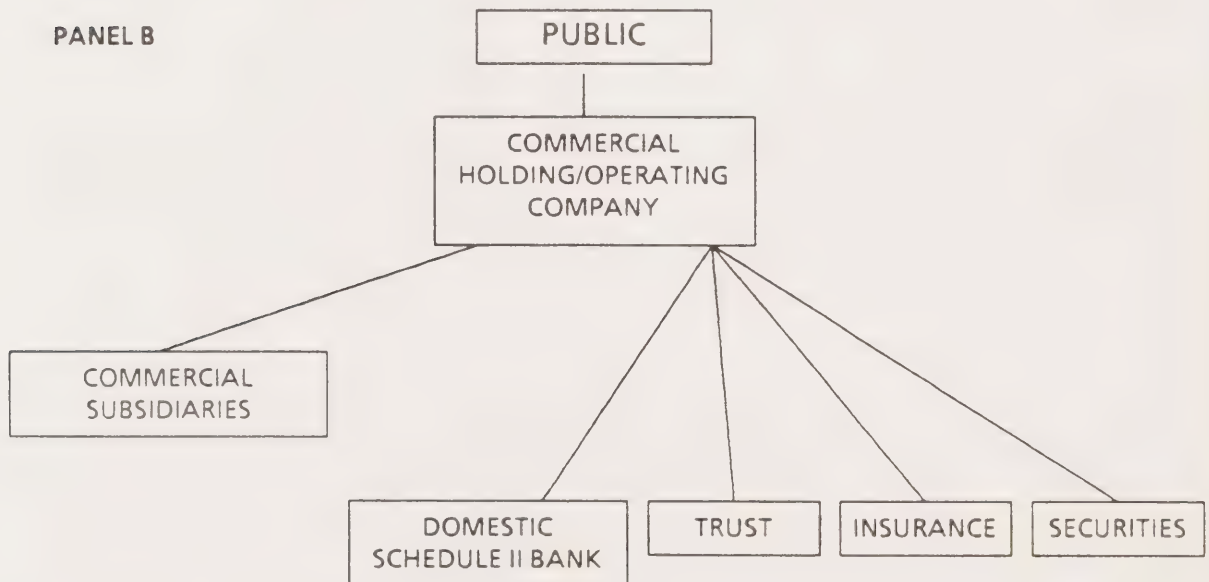 PANEL B
PUBLIC
COMMERCIAL
HOLDING/OPERATING
COMPANY
COMMERCIAL
SUBSIDIARIES
DOMESTIC
SCHEDULE II BANK
TRUST
INSURANCE
SECURITIES